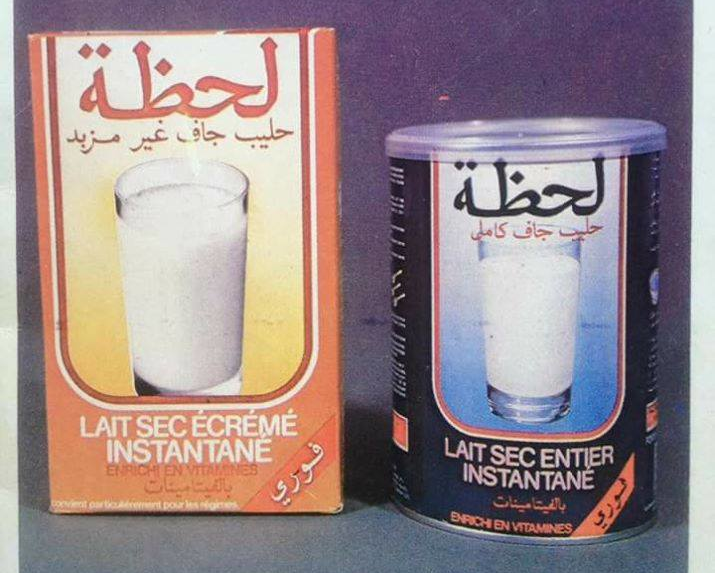 لحظة
حليب جاف غير مزبد
LAIT SEC ÉCRÉMÉ
INSTANTANÉ
ENRICHI EN VITAMINES
بالفيتامينات
فوري
convient particulièrement pour les régimes
لحظة
حليب جاف كامل
LAIT SEC ENTIER
INSTANTANÉ
بالفيتامينات
ENRICHI EN VITAMINES
فوري